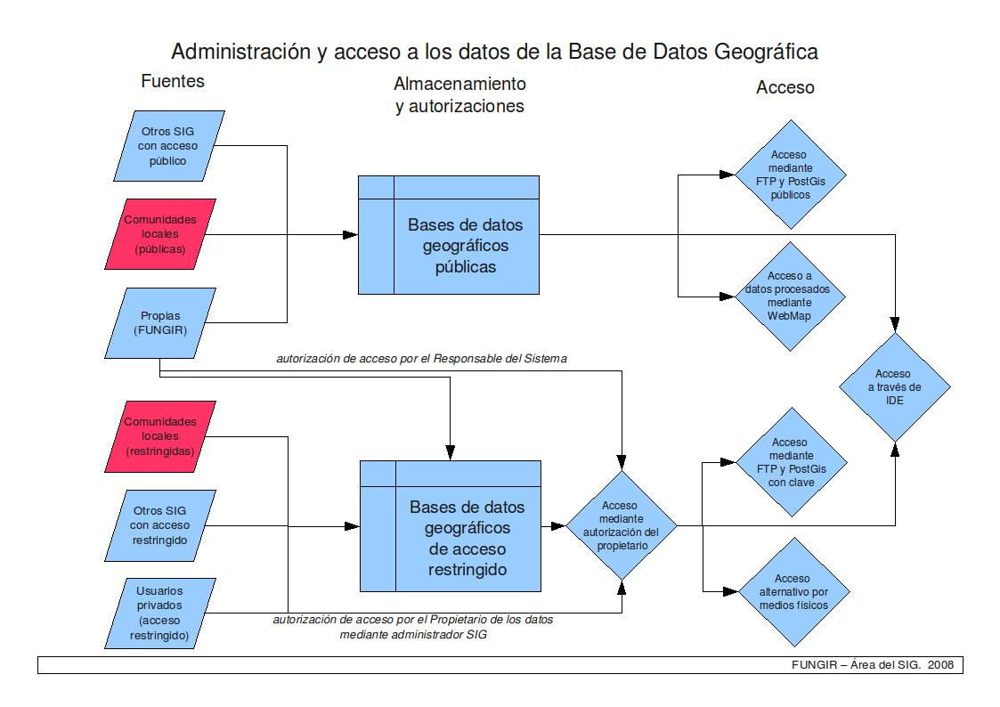 Administración y acceso a los datos de la Base de Datos Geográfica
Fuentes
Almacenamiento
y autorizaciones
Acceso
Otros SIG
con acceso
público
Comunidades
locales
(públicas)
Propias
(FUNGIR)
Bases de datos
geográficos
públicas
Acceso
mediante
FTP y PostGis
públicos
Acceso a
datos procesados
mediante
WebMap
Acceso
a través de
IDE
autorización de acceso por el Responsable del Sistema
Comunidades
locales
(restringidas)
Otros SIG
con acceso
restringido
Usuarios
privados
(acceso
restringido)
Bases de datos
geográficos
de acceso
restringido
Acceso
mediante
autorización del
propietario
Acceso
mediante
FTP y PostGis
con clave
Acceso
alternativo por
medios físicos
autorización de acceso por el Propietario de los datos
mediante administrador SIG
FUNGIR – Área del SIG. 2008